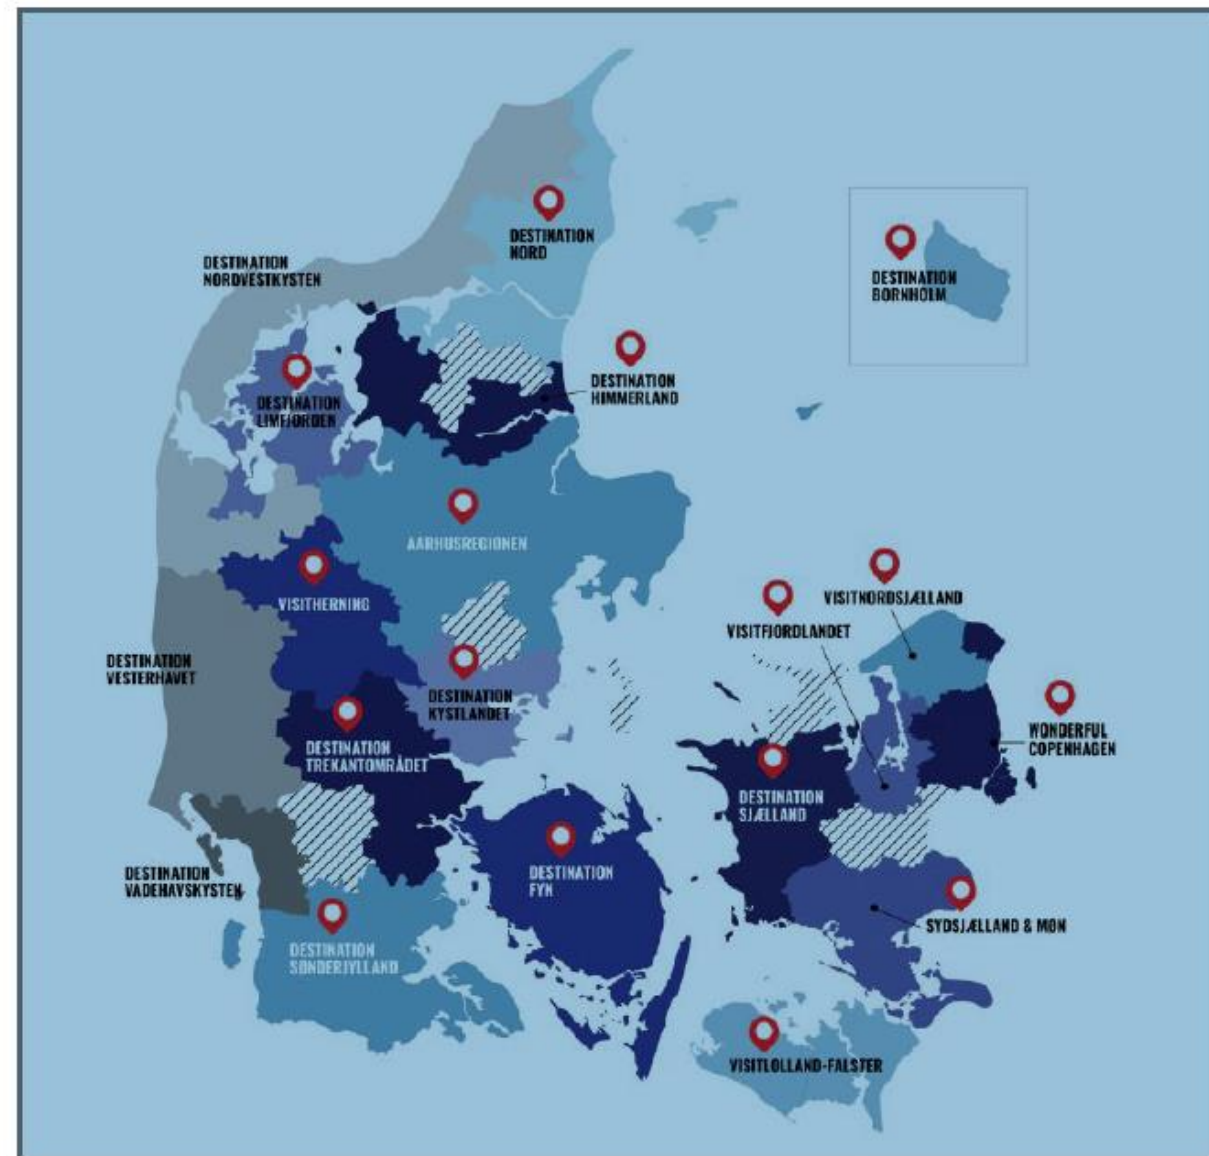 DESTINATION
NORD
DESTINATION
NORDVESTKYSTEN
DESTINATION
BORNHOLM
DESTINATION
HIMMERLAND
DESTINATION
LIMFJORDEN
AARHUSREGIONEN
VISITHERNING
VISITNORDSJÆLLAND
VISITFJORDLANDET
DESTINATION
VESTERHAVET
DESTINATION
KYSTLANDET
DESTINATION
TREKANTOMRÅDET
WONDERFUL
COPENHAGEN
DESTINATION
SJÆLLAND
DESTINATION
VADEHAVSKYSTEN
DESTINATION
FYN
SYDSJÆLLAND & MØN
DESTINATION
SØNDERJYLLAND
VISITLOLLAND-FALSTER